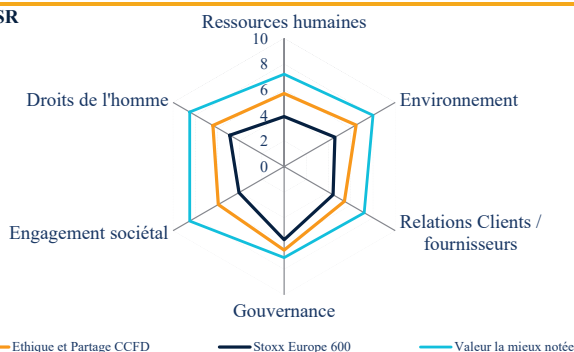 SR
Ressources humaines
10
8
Droits de l'homme
Environnement
6
4
2
0
Engagement sociétal
Relations Clients /
fournisseurs
Gouvernance
Ethique et Partage CCFD
Stoxx Europe 600
Valeur la mieux notée